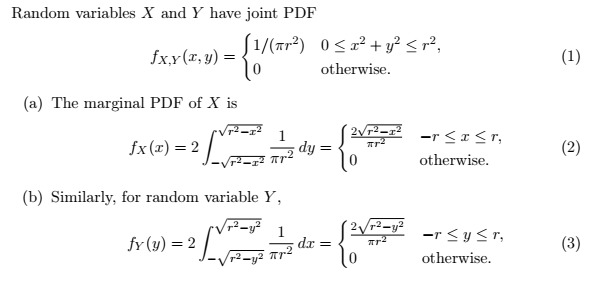 Random variables X and Y have joint PDF
f_{X,Y}(x, y) = { 1/(πr²) 0 ≤ x² + y² ≤ r²,
0 otherwise. (1)
(a) The marginal PDF of X is
f_X(x) = 2 ∫_{-√(r²-x²)}^{√(r²-x²)} 1/(πr²) dy = { 2√(r²-x²)/(πr²) −r ≤ x ≤ r,
0 otherwise. (2)
(b) Similarly, for random variable Y,
f_Y(y) = 2 ∫_{-√(r²-y²)}^{√(r²-y²)} 1/(πr²) dx = { 2√(r²-y²)/(πr²) −r ≤ y ≤ r,
0 otherwise. (3)